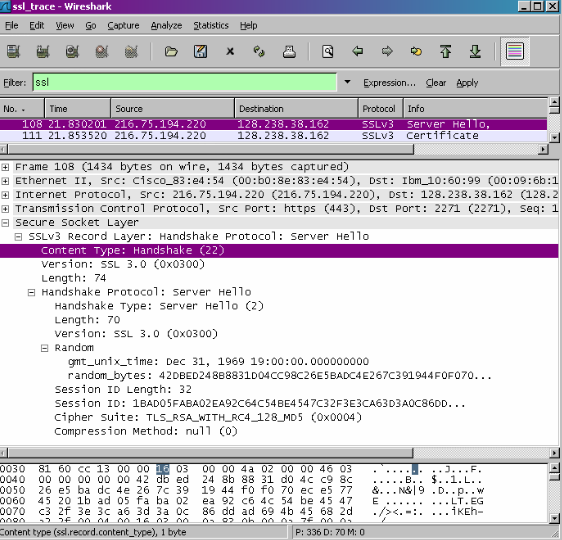 ssl_trace - Wireshark
File Edit View Go Capture Analyze Statistics Help
Filter: ssl Expression... Clear Apply
No. Time Source Destination Protocol Info
108 21.830201 216.75.194.220 128.238.38.162 SSLv3 Server Hello,
111 21.853520 216.75.194.220 128.238.38.162 SSLv3 Certificate
Frame 108 (1434 bytes on wire, 1434 bytes captured)
Ethernet II, Src: Cisco_83:e4:54 (00:b0:8e:83:e4:54), Dst: Ibm_10:60:99 (00:09:6b:1
Internet Protocol, Src: 216.75.194.220 (216.75.194.220), Dst: 128.238.38.162 (128.2
Transmission Control Protocol, Src Port: https (443), Dst Port: 2271 (2271), Seq: 1
Secure Socket Layer
SSLv3 Record Layer: Handshake Protocol: Server Hello
Content Type: Handshake (22)
Version: SSL 3.0 (0x0300)
Length: 74
Handshake Protocol: Server Hello
Handshake Type: Server Hello (2)
Length: 70
Version: SSL 3.0 (0x0300)
Random
gmt_unix_time: Dec 31, 1969 19:00:00.000000000
random_bytes: 42DBED248B8831D04CC98C26E5BADC4E267C391944F0F070...
Session ID Length: 32
Session ID: 1BAD05FABA02EA92C64C54BE4547C32F3E3CA63D3A0C86DD...
Cipher Suite: TLS_RSA_WITH_RC4_128_MD5 (0x0004)
Compression Method: null (0)
0030 81 60 cc 13 00 00 16 03 00 00 4a 02 00 00 46 03 .`...... ..J...F.
0040 00 00 00 00 00 42 db ed 24 8b 88 31 d0 4c c9 8c .....B.. $..1.L..
0050 26 e5 ba dc 4e 26 7c 39 19 44 f0 f0 70 ec e5 77 &...N&|9 .D..p..w
0060 45 20 1b ad 05 fa ba 02 ea 92 c6 4c 54 be 45 47 E ...... ...LT.EG
0070 c3 2f 3e 3c a6 3d 3a 0c 86 dd ad 69 4b 45 68 2d ./><.=:. ...iKEh-
Content type (ssl.record.content_type), 1 byte P: 336 D: 70 M: 0